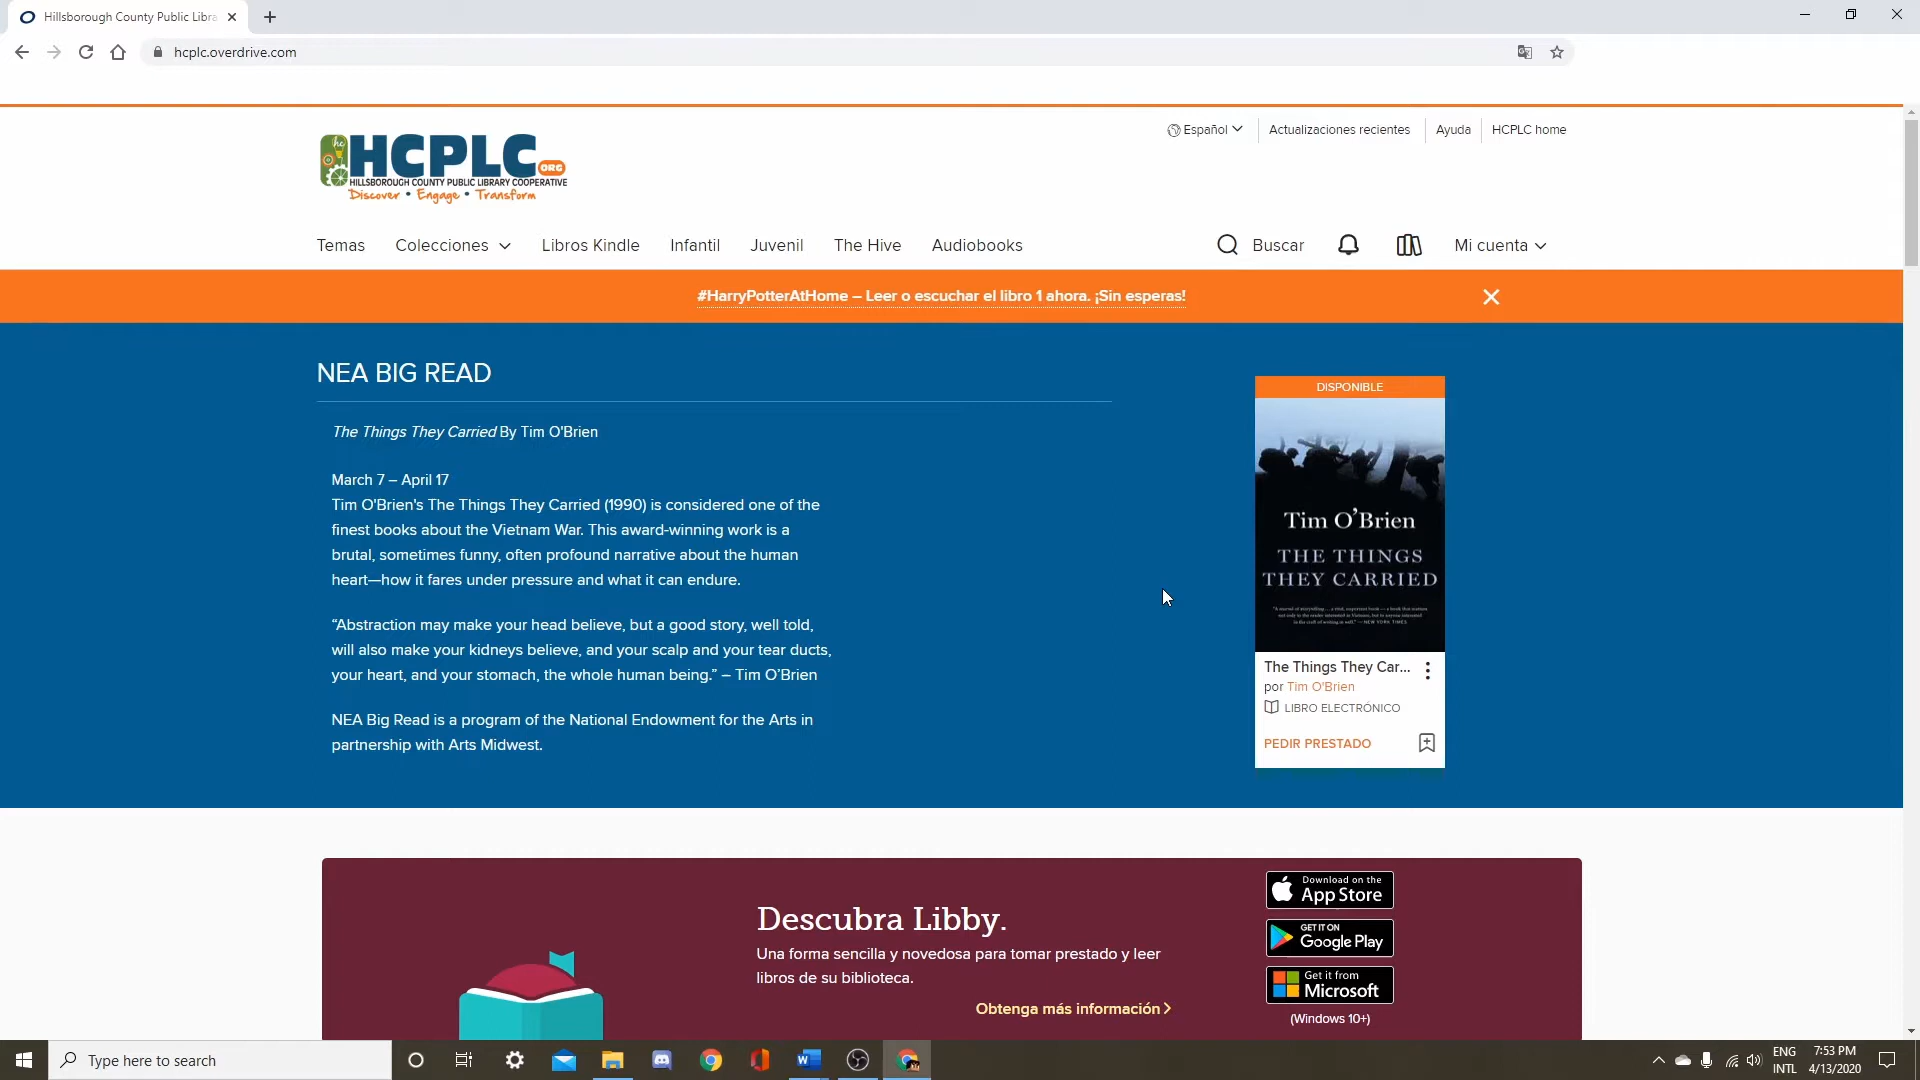 Hillsborough County Public Libra
hcplc.overdrive.com
hc
HCPLC
ORG
HILLSBOROUGH COUNTY PUBLIC LIBRARY COOPERATIVE
Discover • Engage • Transform
Español
Actualizaciones recientes
Ayuda
HCPLC home
Temas
Colecciones
Libros Kindle
Infantil
Juvenil
The Hive
Audiobooks
Buscar
Mi cuenta
#HarryPotterAtHome – Leer o escuchar el libro 1 ahora. ¡Sin esperas!
NEA BIG READ
The Things They Carried By Tim O'Brien
March 7 – April 17
Tim O'Brien's The Things They Carried (1990) is considered one of the
finest books about the Vietnam War. This award-winning work is a
brutal, sometimes funny, often profound narrative about the human
heart—how it fares under pressure and what it can endure.
“Abstraction may make your head believe, but a good story, well told,
will also make your kidneys believe, and your scalp and your tear ducts,
your heart, and your stomach, the whole human being.” – Tim O’Brien
NEA Big Read is a program of the National Endowment for the Arts in
partnership with Arts Midwest.
DISPONIBLE
Tim O’Brien
THE THINGS
THEY CARRIED
The Things They Car...
por Tim O'Brien
LIBRO ELECTRÓNICO
PEDIR PRESTADO
Descubra Libby.
Una forma sencilla y novedosa para tomar prestado y leer
libros de su biblioteca.
Obtenga más información
Download on the
App Store
GET IT ON
Google Play
Get it from
Microsoft
(Windows 10+)
Type here to search
ENG
INTL
7:53 PM
4/13/2020